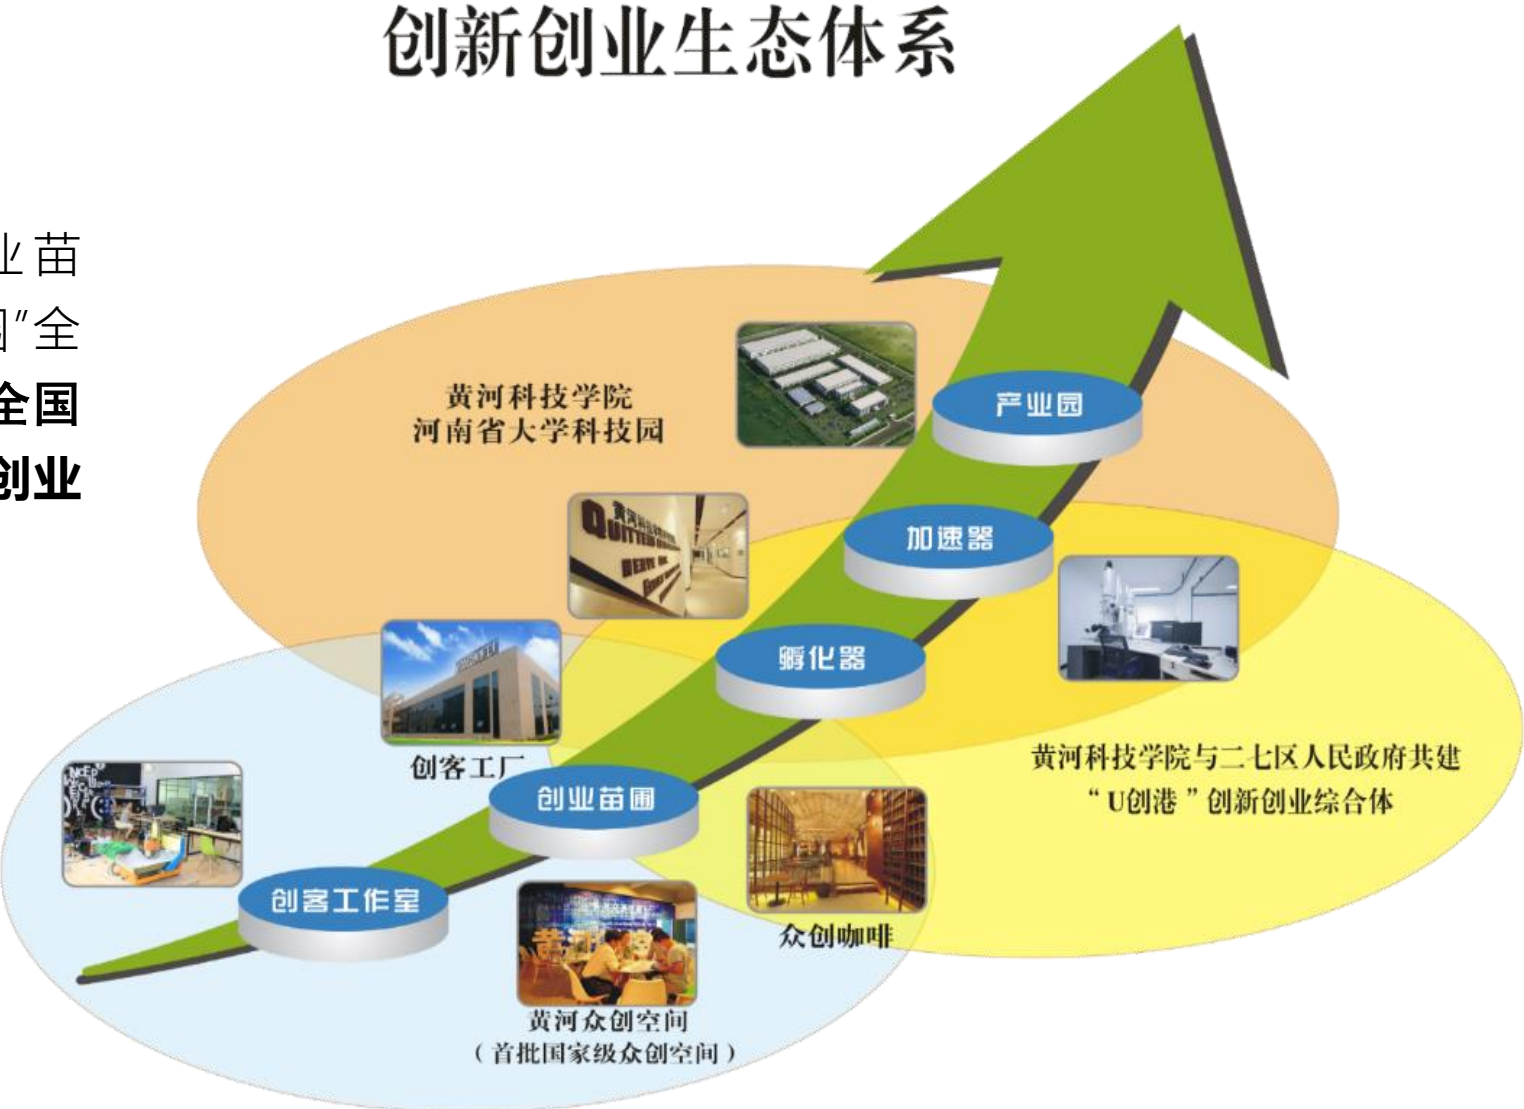 创新创业生态体系
业苗
园”全
全国
创业
黄河科技学院
河南省大学科技园
产业园
加速器
孵化器
创客工厂
创业苗圃
黄河科技学院与二七区人民政府共建
“U创港”创新创业综合体
创客工作室
众创咖啡
黄河众创空间
（首批国家级众创空间）